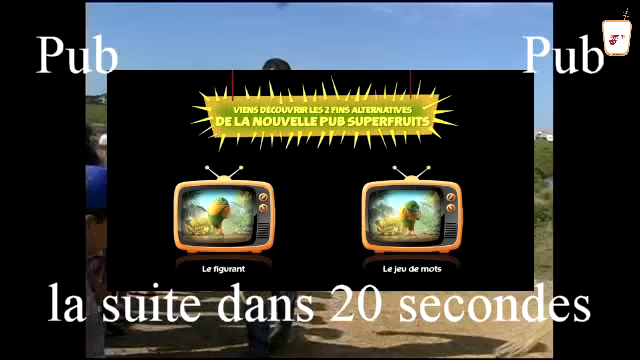 Pub Pub
VIENS DÉCOUVRIR LES 2 FINS ALTERNATIVES
DE LA NOUVELLE PUB SUPERFRUITS
Le figurant Le jeu de mots
la suite dans 20 secondes